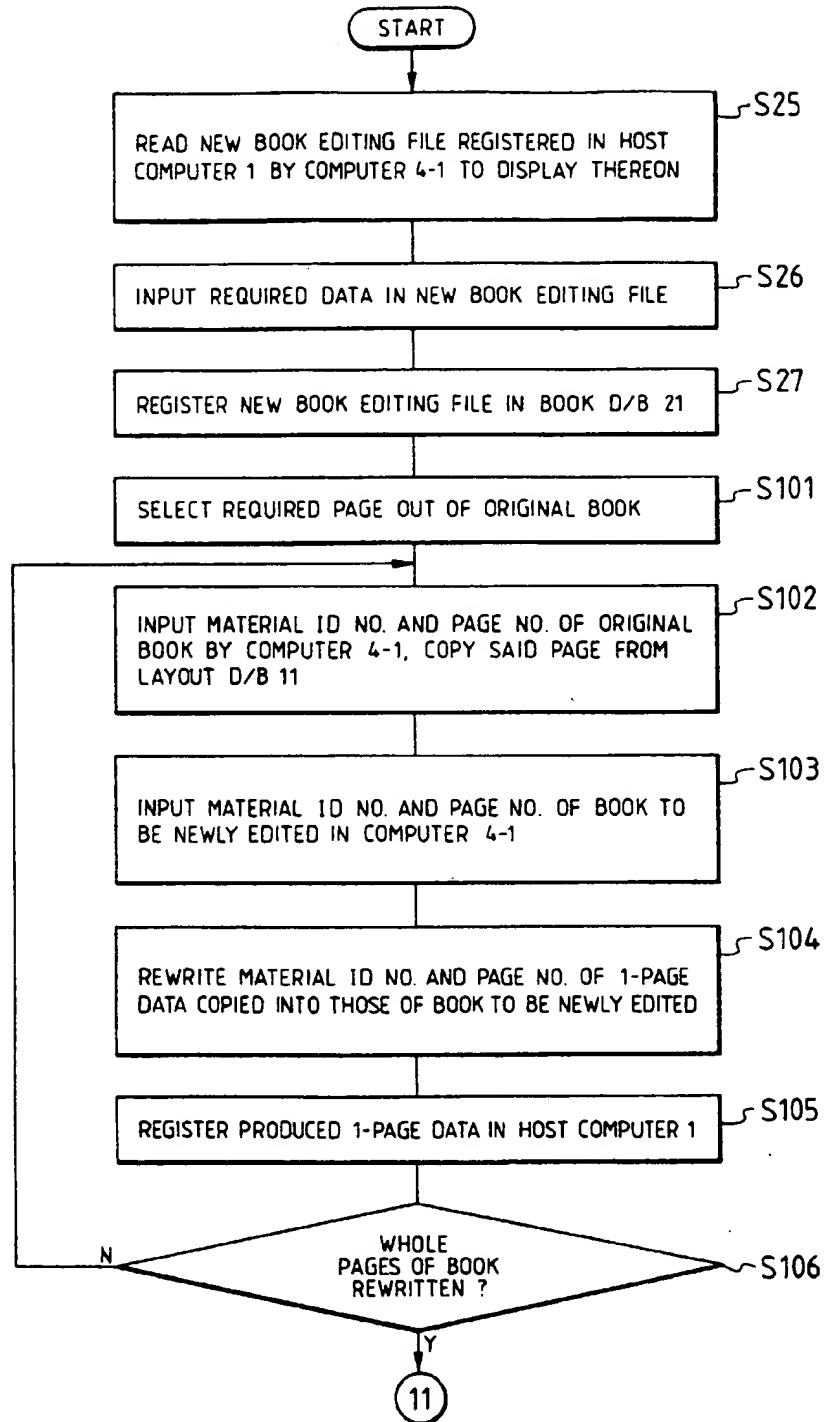 START
S25
READ NEW BOOK EDITING FILE REGISTERED IN HOST
COMPUTER 1 BY COMPUTER 4-1 TO DISPLAY THEREON
S26
INPUT REQUIRED DATA IN NEW BOOK EDITING FILE
S27
REGISTER NEW BOOK EDITING FILE IN BOOK D/B 21
S101
SELECT REQUIRED PAGE OUT OF ORIGINAL BOOK
S102
INPUT MATERIAL ID NO. AND PAGE NO. OF ORIGINAL
BOOK BY COMPUTER 4-1, COPY SAID PAGE FROM
LAYOUT D/B 11
S103
INPUT MATERIAL ID NO. AND PAGE NO. OF BOOK TO
BE NEWLY EDITED IN COMPUTER 4-1
S104
REWRITE MATERIAL ID NO. AND PAGE NO. OF 1-PAGE
DATA COPIED INTO THOSE OF BOOK TO BE NEWLY EDITED
S105
REGISTER PRODUCED 1-PAGE DATA IN HOST COMPUTER 1
N
WHOLE
PAGES OF BOOK
REWRITTEN ?
S106
Y
11